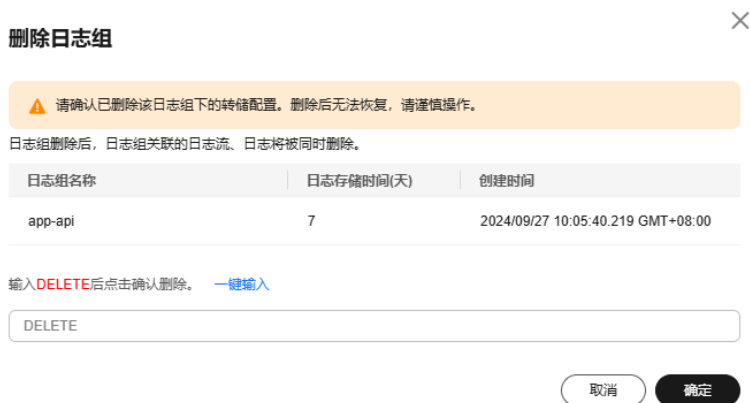 删除日志组
请确认已删除该日志组下的转储配置。删除后无法恢复，请谨慎操作。
日志组删除后，日志组关联的日志流、日志将被同时删除。
日志组名称 日志存储时间(天) 创建时间
app-api 7 2024/09/27 10:05:40.219 GMT+08:00
输入DELETE后点击确认删除。 一键输入
DELETE
取消 确定